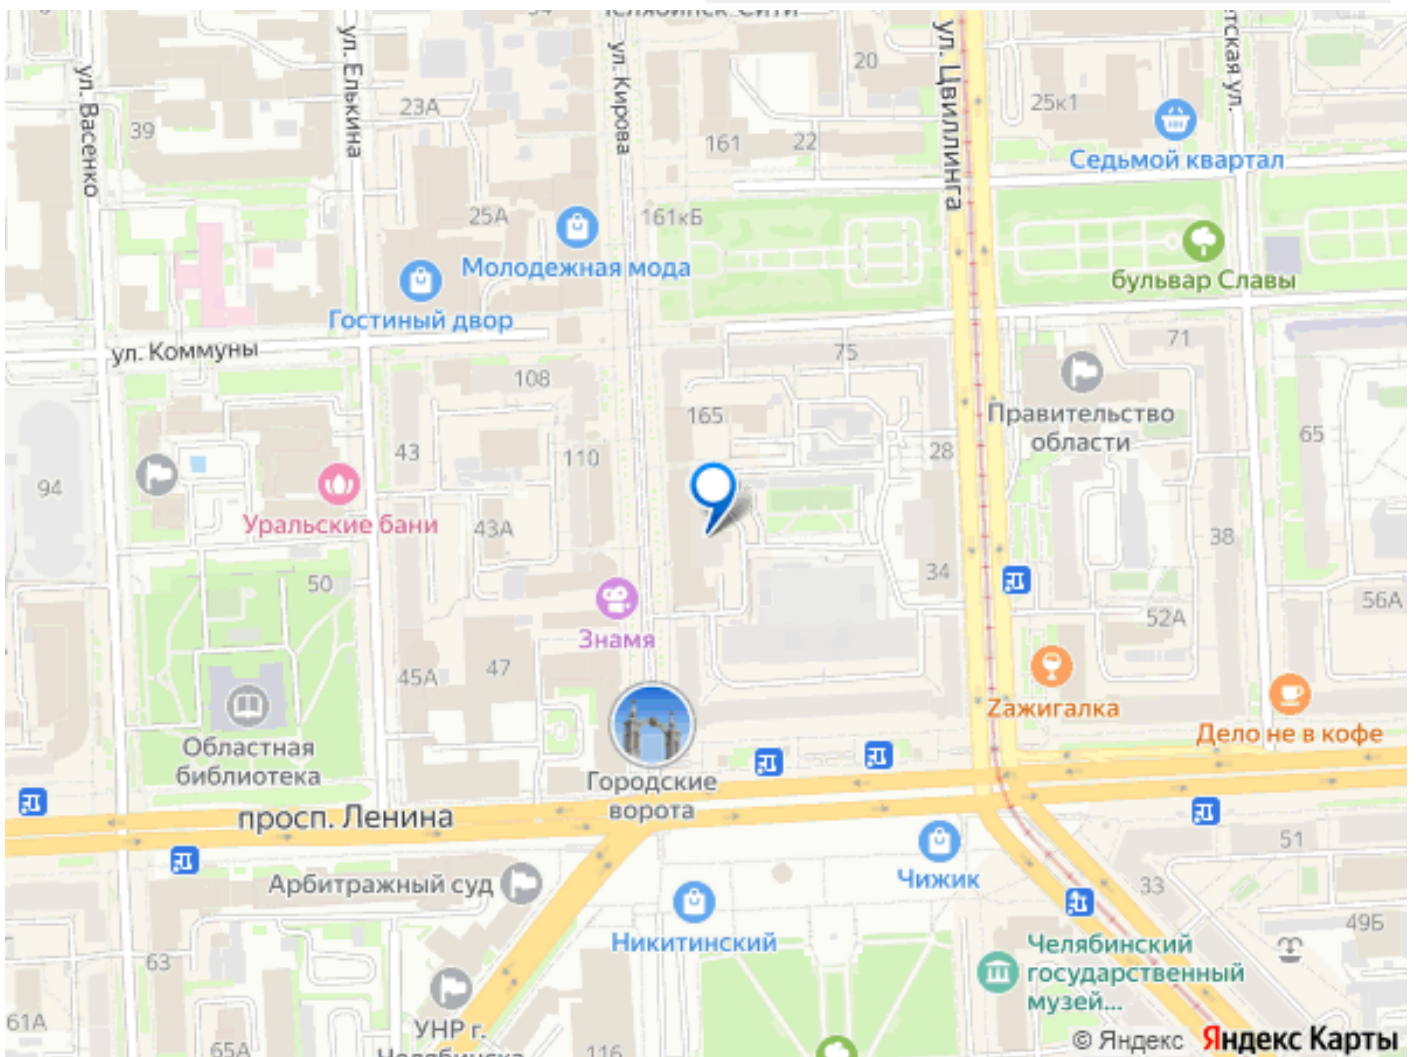 ул. Васенко
ул. Елькина
ул. Кирова
ул. Цвиллинга
20
23А
39
161
22
25к1
Седьмой квартал
25А
161кБ
Молодежная мода
бульвар Славы
Гостиный двор
ул. Коммуны
75
71
108
165
Правительство
области
65
43
110
28
94
Уральские бани
43А
38
50
34
56А
52А
Знамя
45А
47
Zажигалка
Дело не в кофе
Областная
библиотека
Городские
ворота
просп. Ленина
51
Чижик
Арбитражный суд
33
49Б
Никитинский
Челябинский
государственный
музей...
63
61А
УНР г.
Челябинска
65А
116
© Яндекс Яндекс Карты